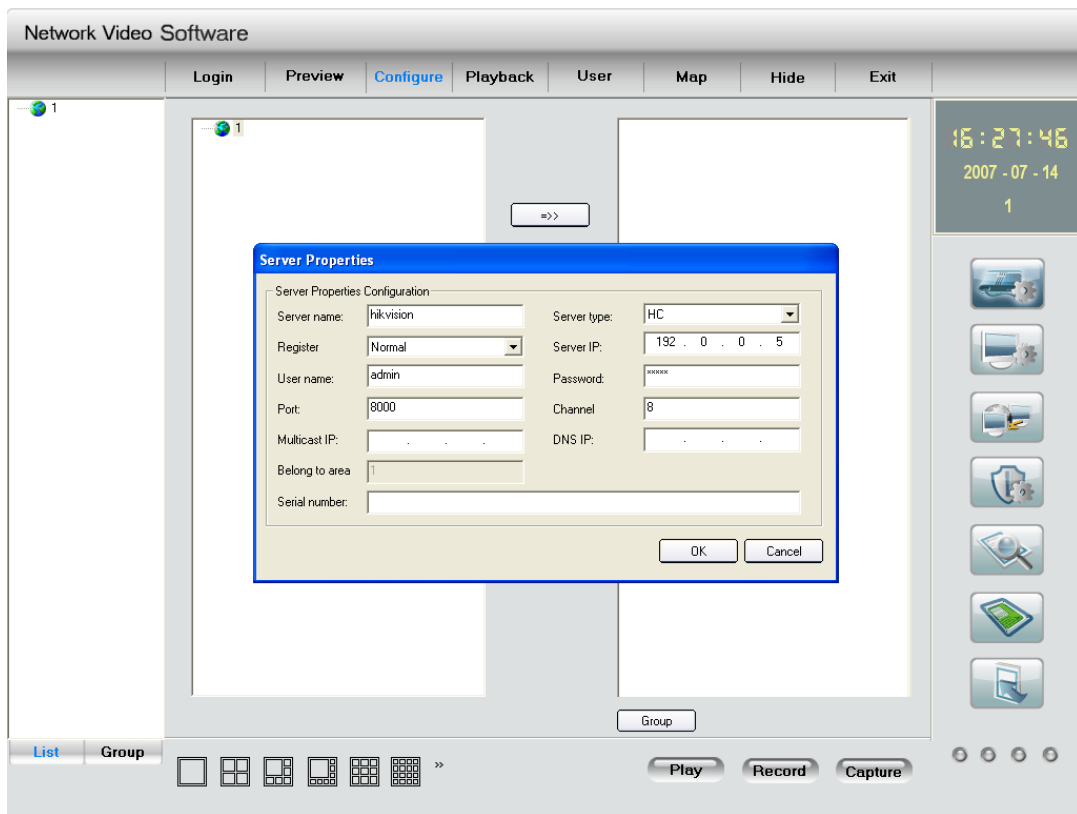 Network Video Software
Login Preview Configure Playback User Map Hide Exit
1
1
16:27:46
2007 - 07 - 14
1
=>>
Server Properties
Server Properties Configuration
Server name: hikvision Server type: HC
Register Normal Server IP: 192 . 0 . 0 . 5
User name: admin Password: *****
Port: 8000 Channel 8
Multicast IP: . . . DNS IP: . . .
Belong to area 1
Serial number:
OK Cancel
Group
List Group
»
Play Record Capture